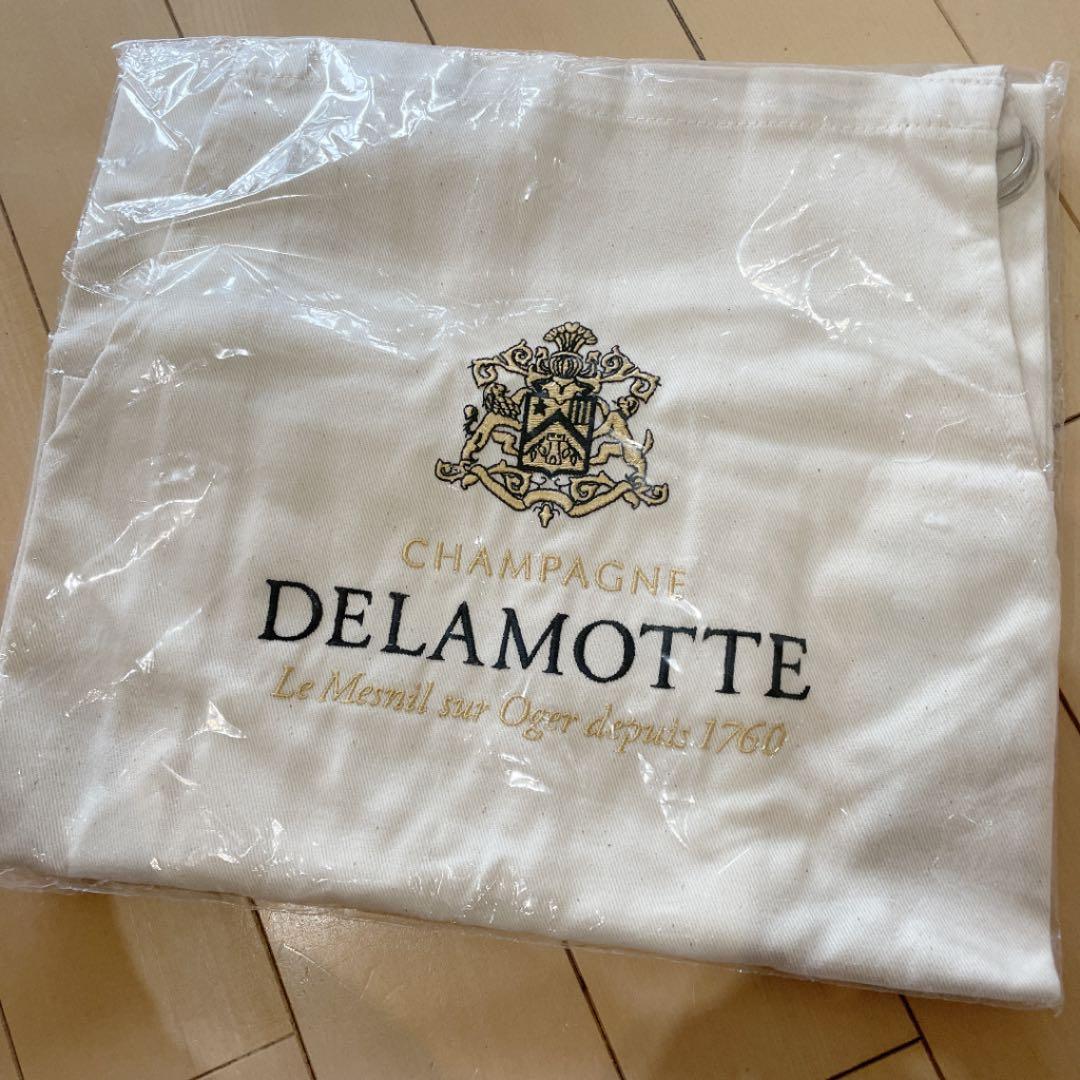 CHAMPAGNE
DELAMOTTE
Le Mesnil sur Oger depuis 1760